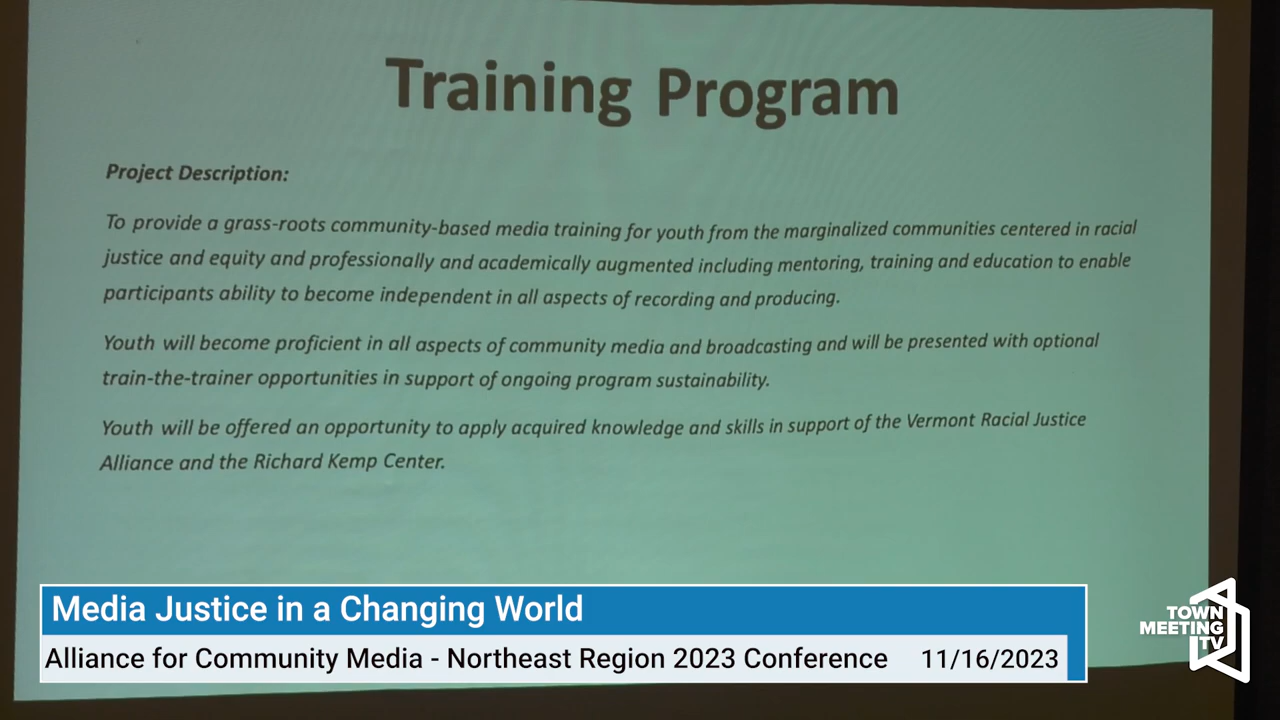 Training Program
Project Description:
To provide a grass-roots community-based media training for youth from the marginalized communities centered in racial
justice and equity and professionally and academically augmented including mentoring, training and education to enable
participants ability to become independent in all aspects of recording and producing.
Youth will become proficient in all aspects of community media and broadcasting and will be presented with optional
train-the-trainer opportunities in support of ongoing program sustainability.
Youth will be offered an opportunity to apply acquired knowledge and skills in support of the Vermont Racial Justice
Alliance and the Richard Kemp Center.
Media Justice in a Changing World
Alliance for Community Media - Northeast Region 2023 Conference 11/16/2023
TOWN
MEETING
TV